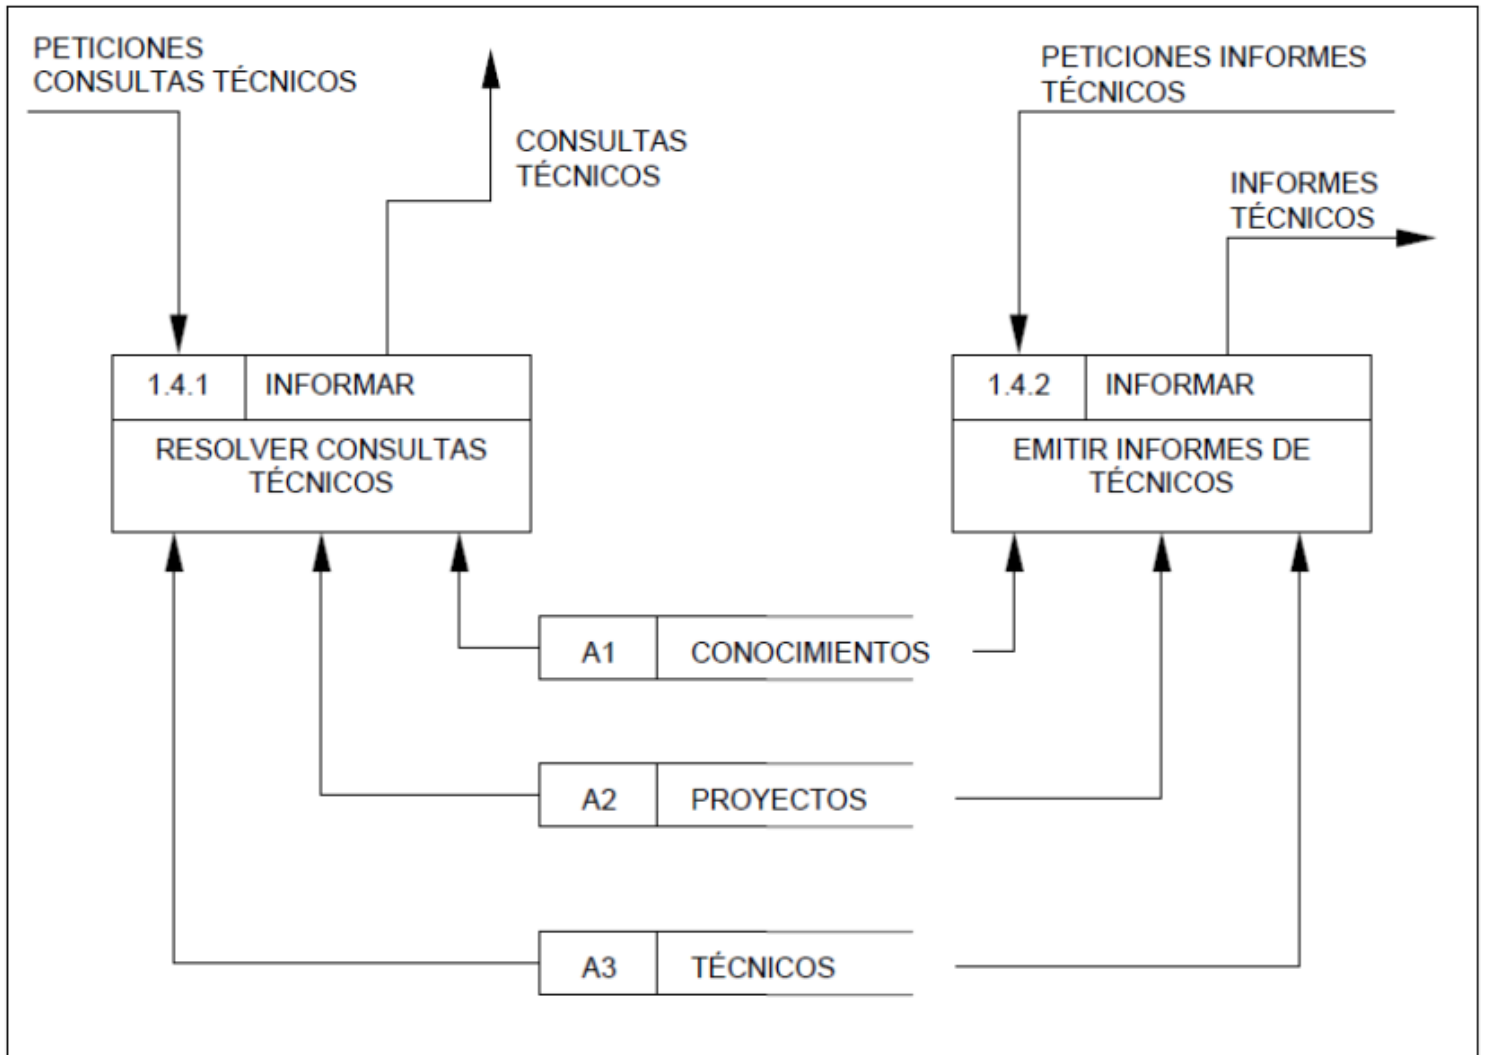 PETICIONES
CONSULTAS TÉCNICOS
CONSULTAS
TÉCNICOS
PETICIONES INFORMES
TÉCNICOS
INFORMES
TÉCNICOS
1.4.1 INFORMAR
RESOLVER CONSULTAS
TÉCNICOS
1.4.2 INFORMAR
EMITIR INFORMES DE
TÉCNICOS
A1 CONOCIMIENTOS
A2 PROYECTOS
A3 TÉCNICOS